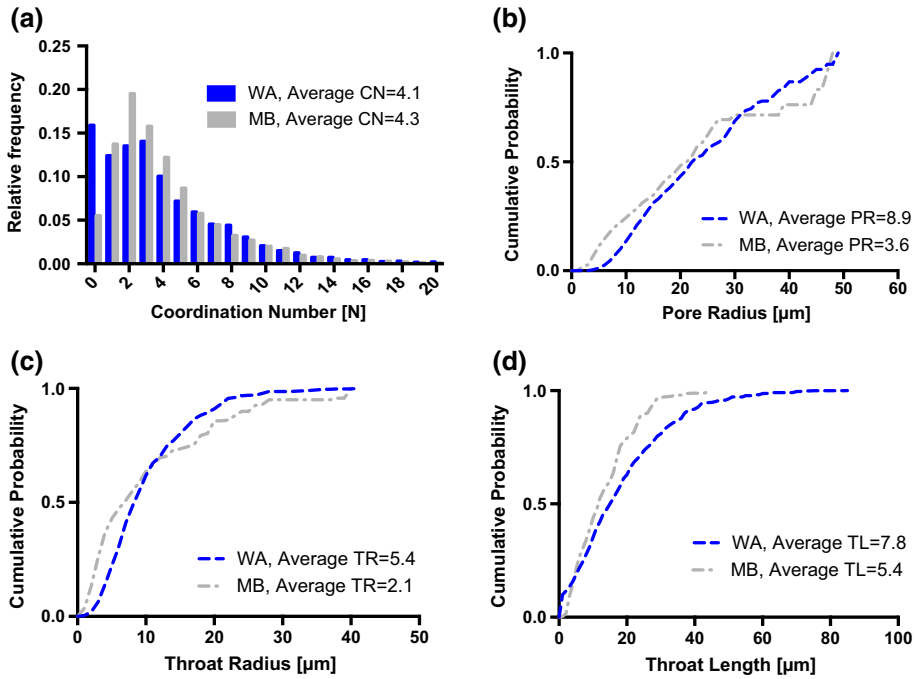 (a)
0.25
0.20
0.15
0.10
0.05
0.00
Relative frequency
WA, Average CN=4.1
MB, Average CN=4.3
0 2 4 6 8 10 12 14 16 18 20
Coordination Number [N]
(b)
1.0
0.5
0.0
Cumulative Probability
WA, Average PR=8.9
MB, Average PR=3.6
0 10 20 30 40 50 60
Pore Radius [µm]
(c)
1.0
0.5
0.0
Cumulative Probability
WA, Average TR=5.4
MB, Average TR=2.1
0 10 20 30 40 50
Throat Radius [µm]
(d)
1.0
0.5
0.0
Cumulative Probability
WA, Average TL=7.8
MB, Average TL=5.4
0 20 40 60 80 100
Throat Length [µm]